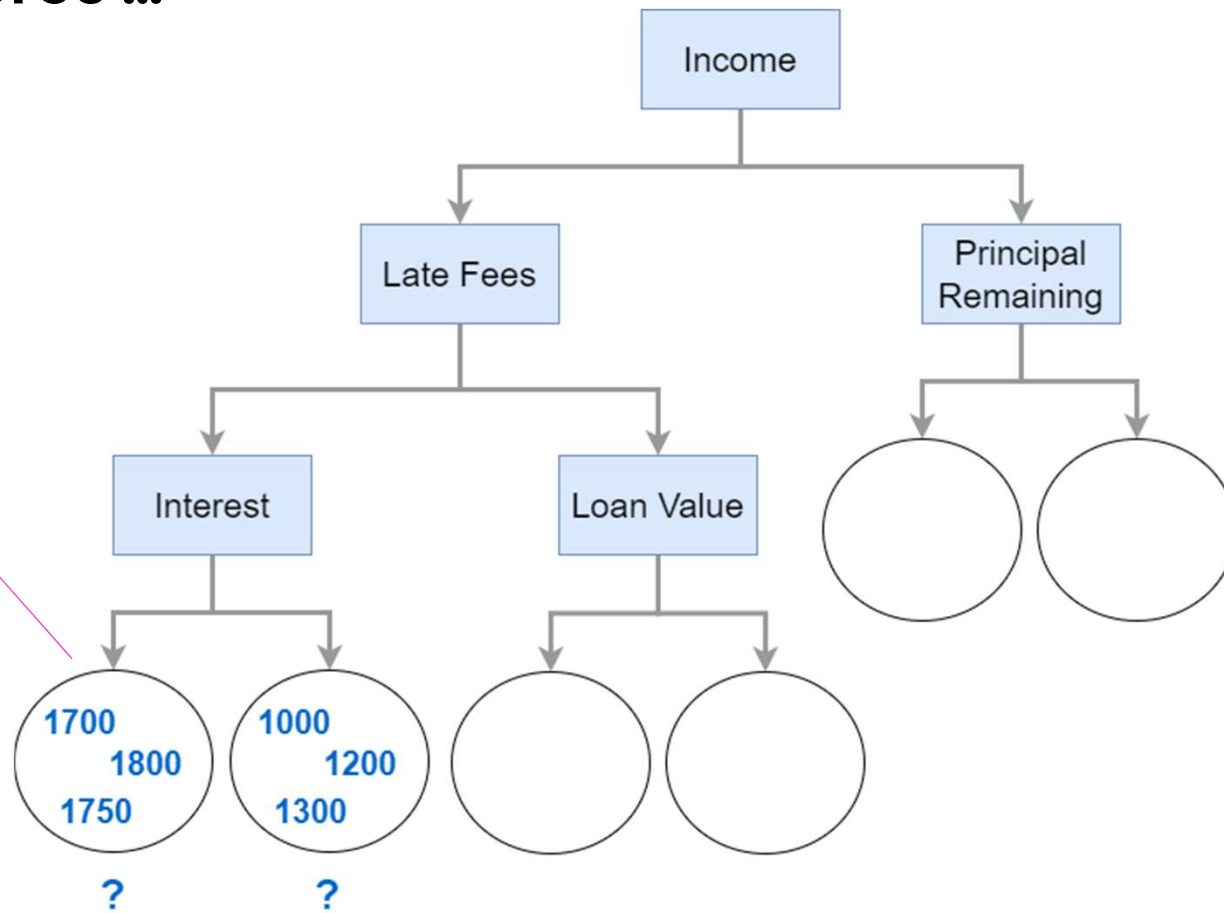 Income
Late Fees
Principal
Remaining
Interest
Loan Value
1700
1800
1750
1000
1200
1300
?
?